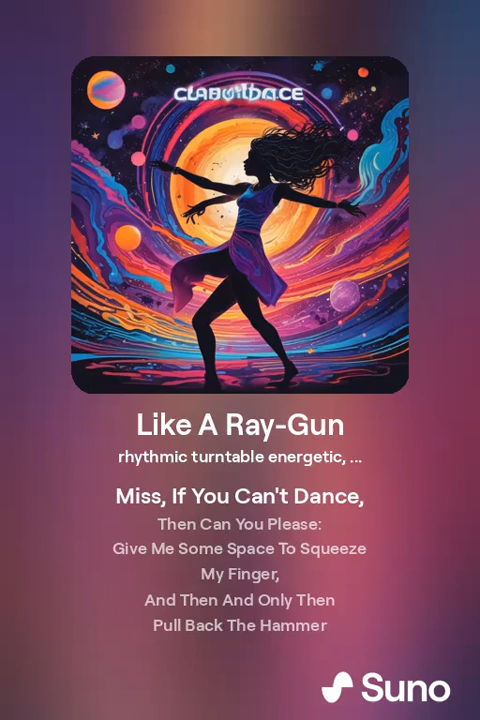 Like A Ray-Gun
rhythmic turntable energetic, ...
Miss, If You Can't Dance,
Then Can You Please:
Give Me Some Space To Squeeze
My Finger,
And Then And Only Then
Pull Back The Hammer
Suno